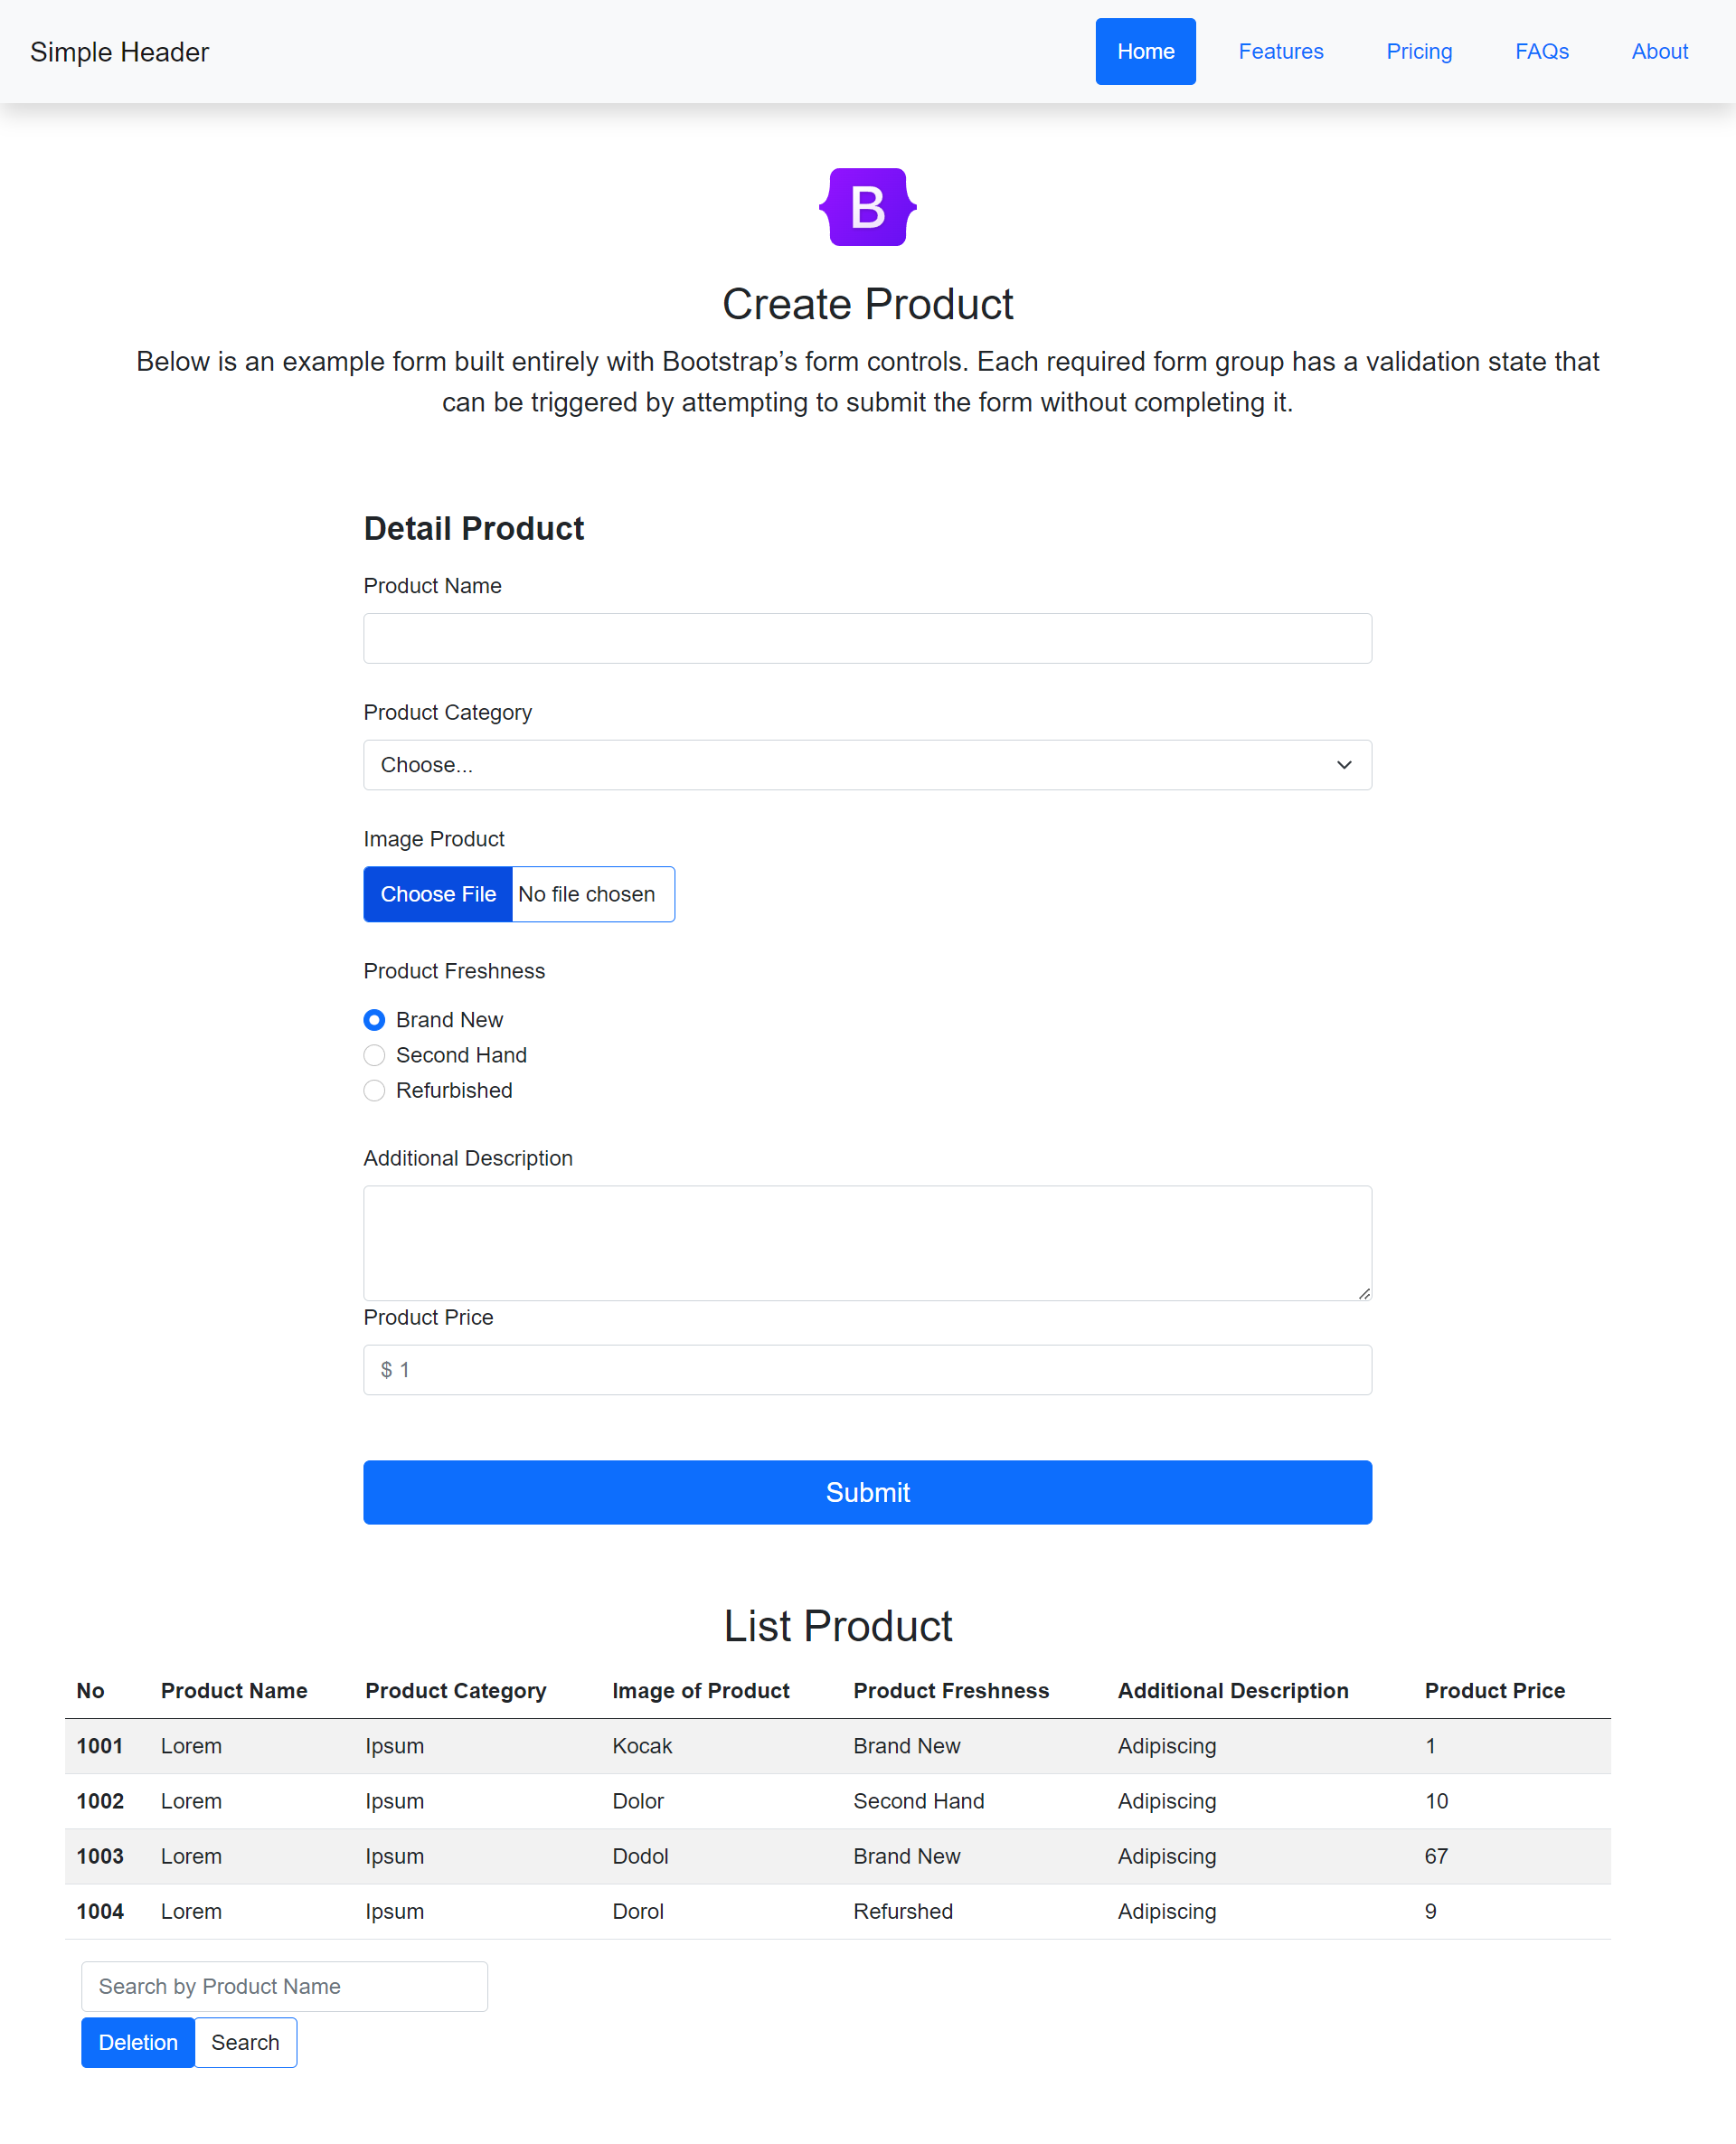 Simple Header
Home Features Pricing FAQs About
B
Create Product
Below is an example form built entirely with Bootstrap’s form controls. Each required form group has a validation state that
can be triggered by attempting to submit the form without completing it.
Detail Product
Product Name
Product Category
Choose...
Image Product
Choose File No file chosen
Product Freshness
Brand New
Second Hand
Refurbished
Additional Description
Product Price
$ 1
Submit
List Product
No Product Name Product Category Image of Product Product Freshness Additional Description Product Price
1001 Lorem Ipsum Kocak Brand New Adipiscing 1
1002 Lorem Ipsum Dolor Second Hand Adipiscing 10
1003 Lorem Ipsum Dodol Brand New Adipiscing 67
1004 Lorem Ipsum Dorol Refurshed Adipiscing 9
Search by Product Name
Deletion Search